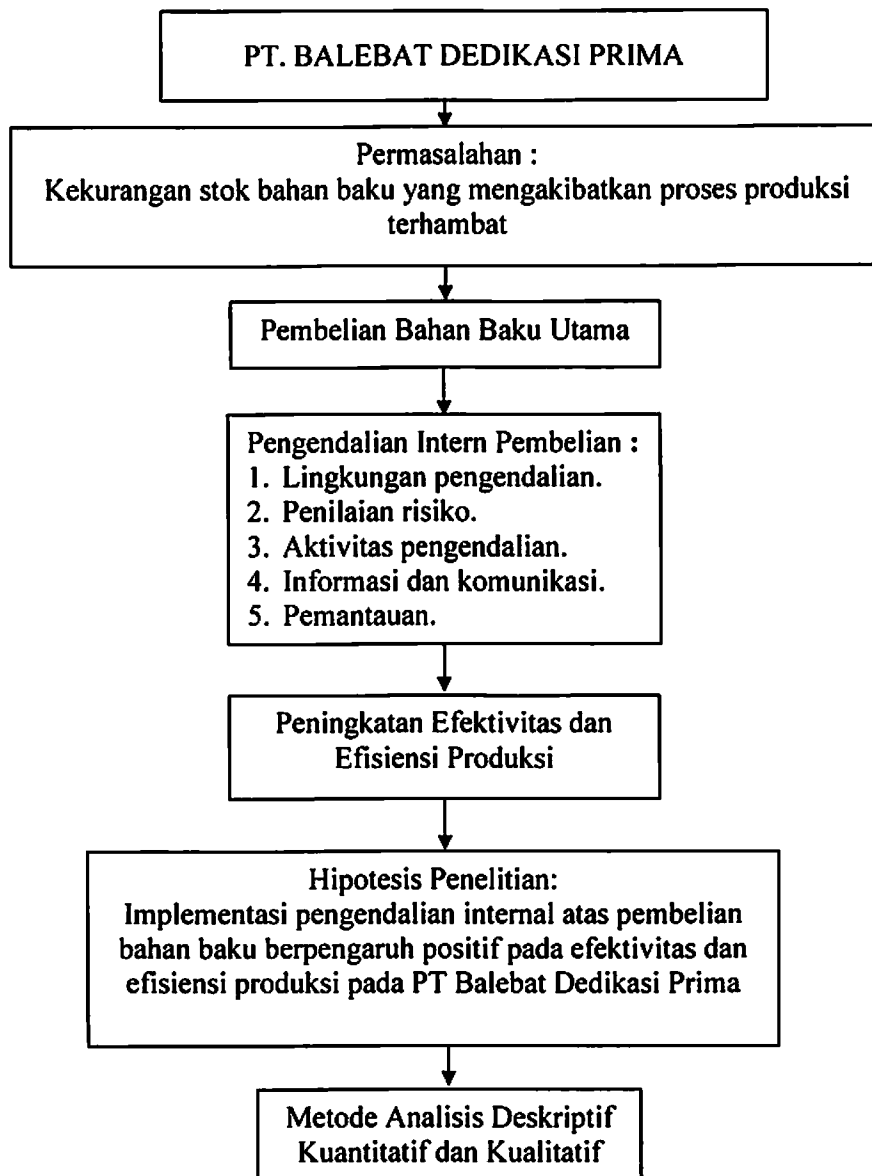 PT. BALEBAT DEDIKASI PRIMA
Permasalahan :
Kekurangan stok bahan baku yang mengakibatkan proses produksi
terhambat
Pembelian Bahan Baku Utama
Pengendalian Intern Pembelian :
1. Lingkungan pengendalian.
2. Penilaian risiko.
3. Aktivitas pengendalian.
4. Informasi dan komunikasi.
5. Pemantauan.
Peningkatan Efektivitas dan
Efisiensi Produksi
Hipotesis Penelitian:
Implementasi pengendalian internal atas pembelian
bahan baku berpengaruh positif pada efektivitas dan
efisiensi produksi pada PT Balebat Dedikasi Prima
Metode Analisis Deskriptif
Kuantitatif dan Kualitatif